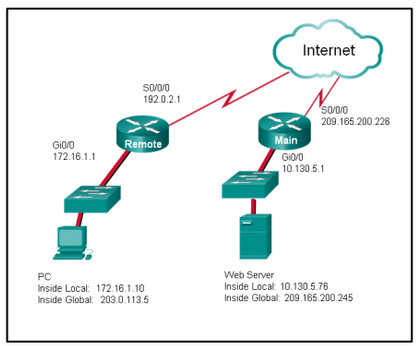 Internet
S0/0/0
192.0.2.1
S0/0/0
209.165.200.226
Gi0/0
172.16.1.1
Remote
Main
Gi0/0
10.130.5.1
PC
Inside Local: 172.16.1.10
Inside Global: 203.0.113.5
Web Server
Inside Local: 10.130.5.76
Inside Global: 209.165.200.245